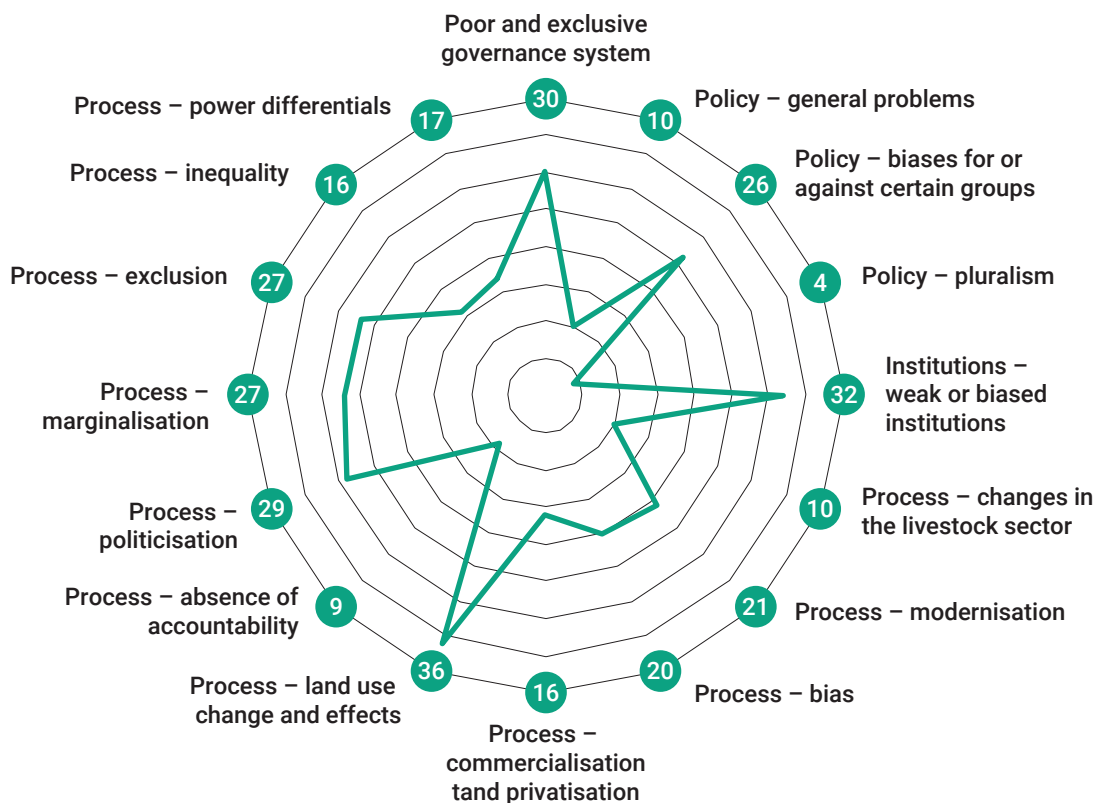 Poor and exclusive
governance system
30
Policy – general problems
10
Policy – biases for or
against certain groups
26
Policy – pluralism
4
Institutions –
weak or biased
institutions
32
Process – changes in
the livestock sector
10
Process – modernisation
21
Process – bias
20
Process –
commercialisation
tand privatisation
16
Process – land use
change and effects
36
Process – absence of
accountability
9
Process –
politicisation
29
Process –
marginalisation
27
Process – exclusion
27
Process – inequality
16
Process – power differentials
17